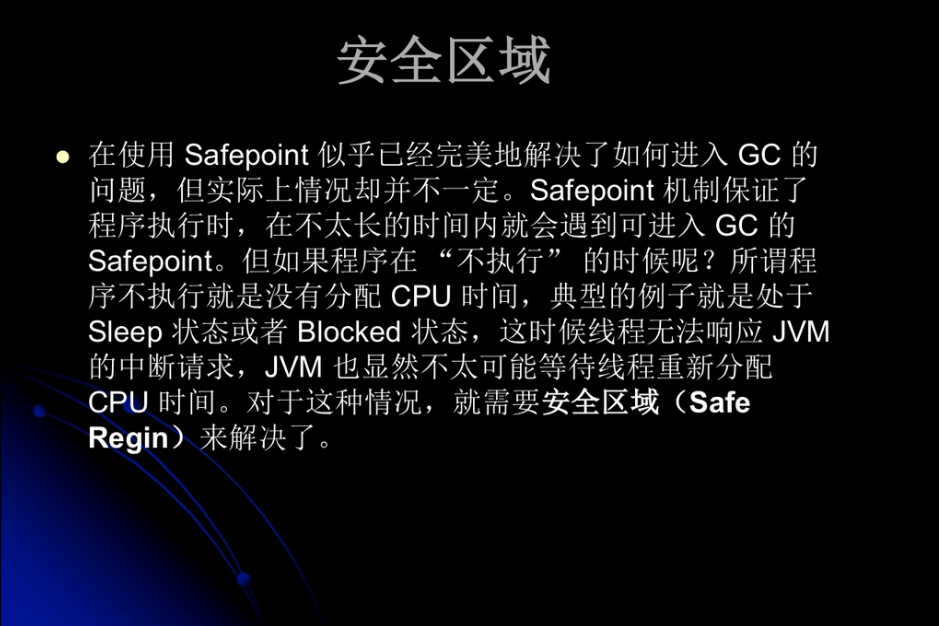 安全区域
在使用 Safepoint 似乎已经完美地解决了如何进入 GC 的
问题，但实际上情况却并不一定。Safepoint 机制保证了
程序执行时，在不太长的时间内就会遇到可进入 GC 的
Safepoint。但如果程序在 “不执行” 的时候呢？所谓程
序不执行就是没有分配 CPU 时间，典型的例子就是处于
Sleep 状态或者 Blocked 状态，这时候线程无法响应 JVM
的中断请求，JVM 也显然不太可能等待线程重新分配
CPU 时间。对于这种情况，就需要安全区域（Safe
Regin）来解决了。